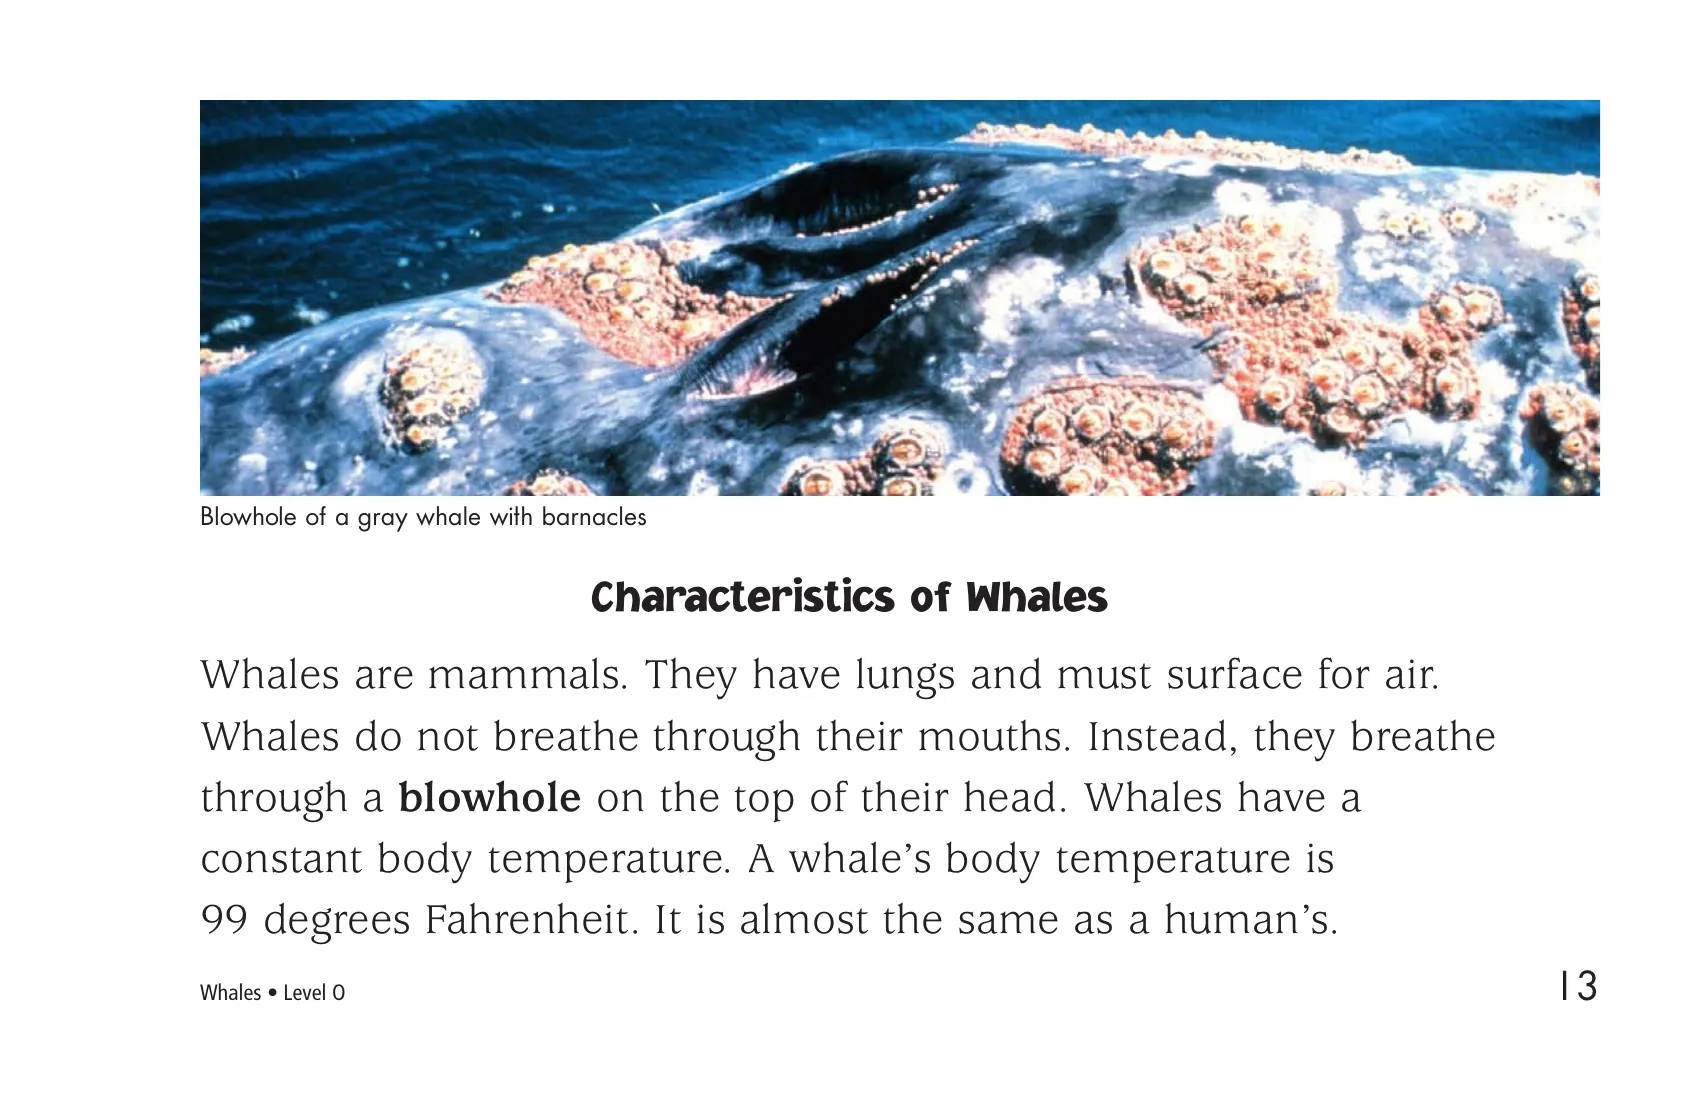 Blowhole of a gray whale with barnacles
Characteristics of Whales
Whales are mammals. They have lungs and must surface for air.
Whales do not breathe through their mouths. Instead, they breathe
through a blowhole on the top of their head. Whales have a
constant body temperature. A whale’s body temperature is
99 degrees Fahrenheit. It is almost the same as a human’s.
Whales • Level O
13